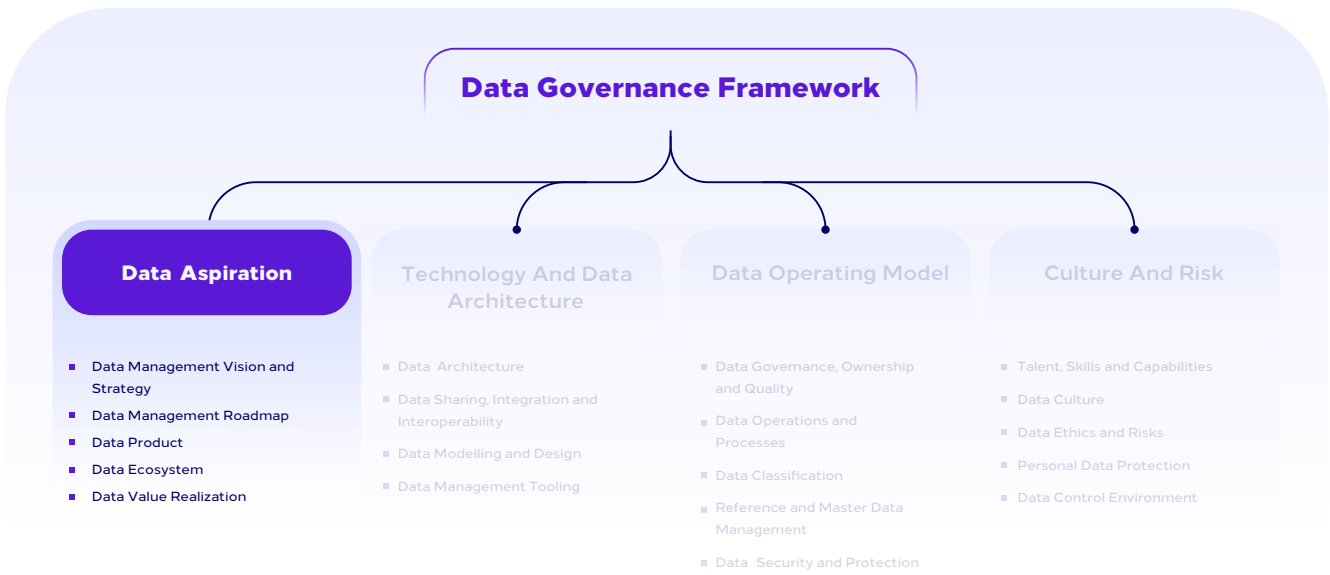 Data Governance Framework
Data Aspiration
Data Management Vision and
Strategy
Data Management Roadmap
Data Product
Data Ecosystem
Data Value Realization
Technology And Data
Architecture
Data Architecture
Data Sharing, Integration and
Interoperability
Data Modelling and Design
Data Management Tooling
Data Operating Model
Data Governance, Ownership
and Quality
Data Operations and
Processes
Data Classification
Reference and Master Data
Management
Data Security and Protection
Culture And Risk
Talent, Skills and Capabilities
Data Culture
Data Ethics and Risks
Personal Data Protection
Data Control Environment